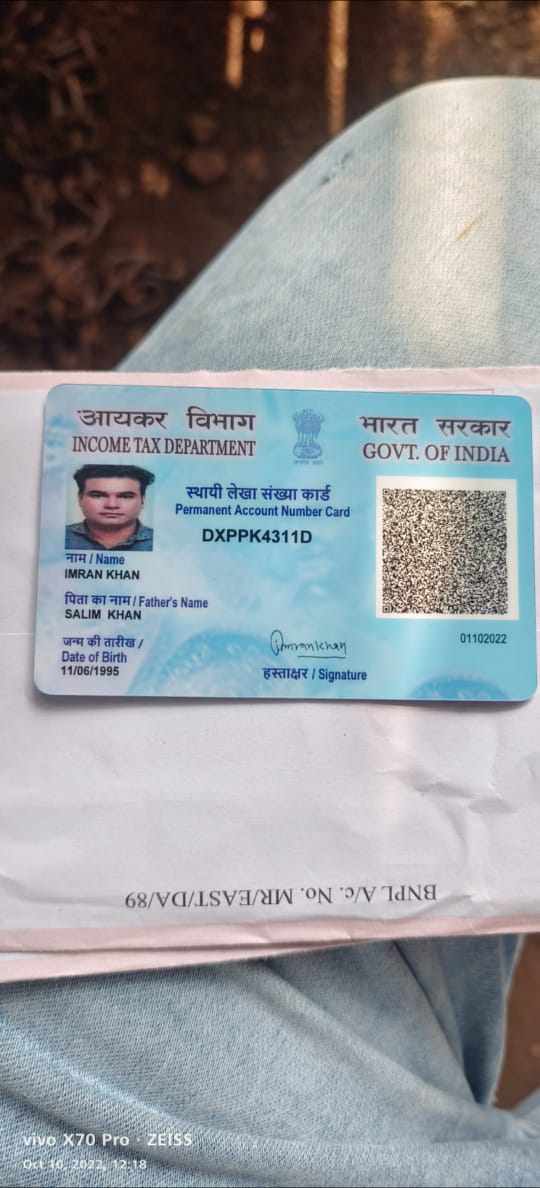 आयकर विभाग
INCOME TAX DEPARTMENT
भारत सरकार
GOVT. OF INDIA
स्थायी लेखा संख्या कार्ड
Permanent Account Number Card
DXPPK4311D
नाम / Name
IMRAN KHAN
पिता का नाम / Father's Name
SALIM KHAN
जन्म की तारीख /
Date of Birth
11/06/1995
Imrankhan
हस्ताक्षर / Signature
01102022
BNPL A/c. No. MR/EAST/DA/89
vivo X70 Pro · ZEISS
Oct 10, 2022, 12:18